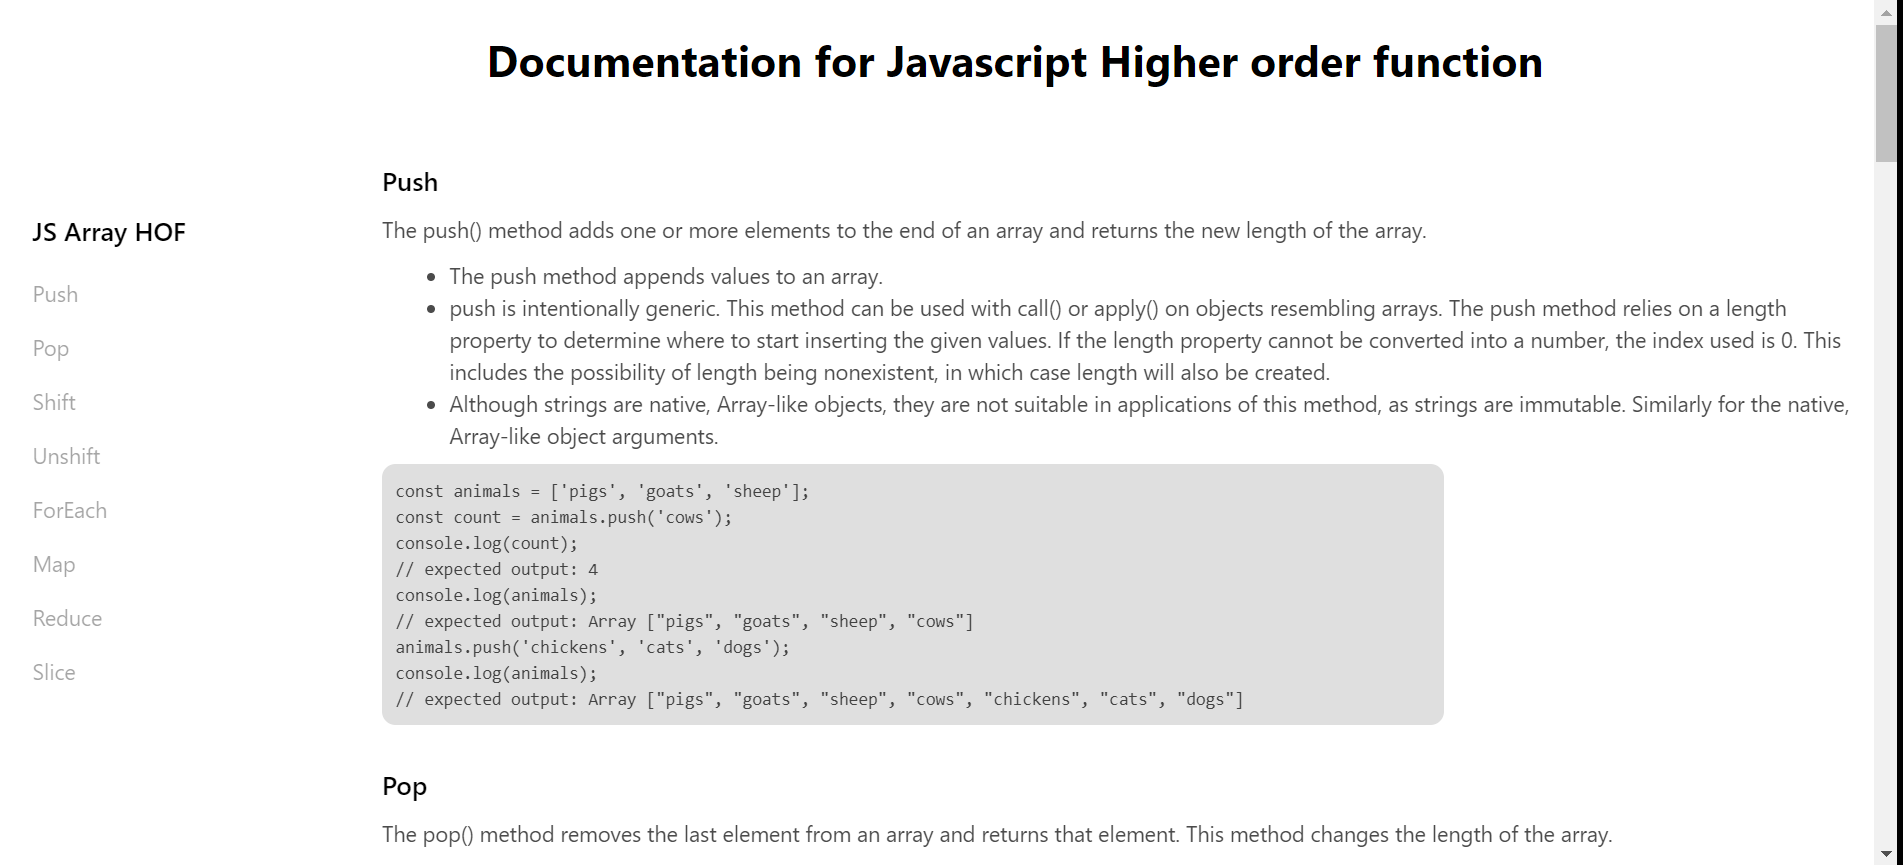 Documentation for Javascript Higher order function
JS Array HOF
Push
Pop
Shift
Unshift
ForEach
Map
Reduce
Slice
Push
The push() method adds one or more elements to the end of an array and returns the new length of the array.
The push method appends values to an array.
push is intentionally generic. This method can be used with call() or apply() on objects resembling arrays. The push method relies on a length
property to determine where to start inserting the given values. If the length property cannot be converted into a number, the index used is 0. This
includes the possibility of length being nonexistent, in which case length will also be created.
Although strings are native, Array-like objects, they are not suitable in applications of this method, as strings are immutable. Similarly for the native,
Array-like object arguments.
const animals = ['pigs', 'goats', 'sheep'];
const count = animals.push('cows');
console.log(count);
// expected output: 4
console.log(animals);
// expected output: Array ["pigs", "goats", "sheep", "cows"]
animals.push('chickens', 'cats', 'dogs');
console.log(animals);
// expected output: Array ["pigs", "goats", "sheep", "cows", "chickens", "cats", "dogs"]
Pop
The pop() method removes the last element from an array and returns that element. This method changes the length of the array.